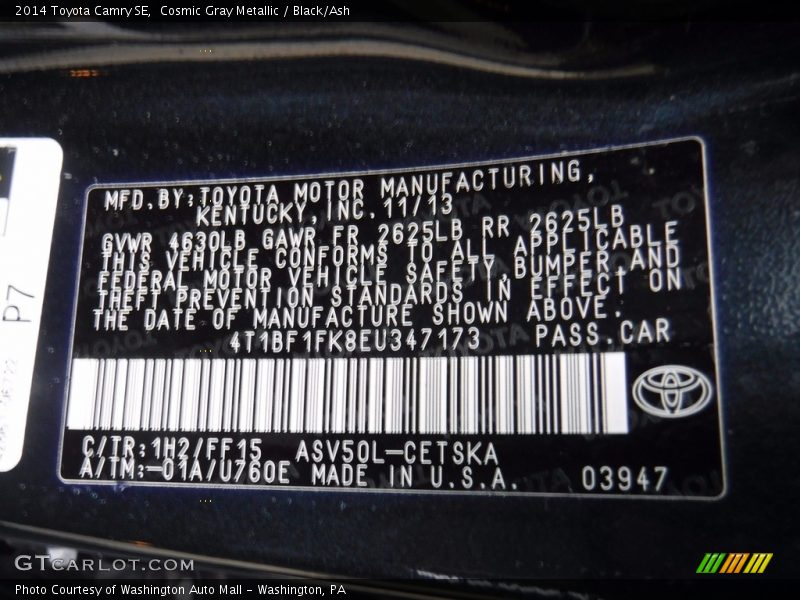 2014 Toyota Camry SE,  Cosmic Gray Metallic / Black/Ash
MFD.BY:TOYOTA MOTOR MANUFACTURING,
KENTUCKY,INC.11/13
GVWR 4630LB GAWR FR 2625LB RR 2625LB
THIS VEHICLE CONFORMS TO ALL APPLICABLE
FEDERAL MOTOR VEHICLE SAFETY,BUMPER AND
THEFT PREVENTION STANDARDS IN EFFECT ON
THE DATE OF MANUFACTURE SHOWN ABOVE.
4T1BF1FK8EU347173 PASS.CAR
C/TR:1H2/FF15 ASV50L-CETSKA
A/TM:-01A/U760E MADE IN U.S.A. 03947
P7
GTCARLOT.COM
Photo Courtesy of Washington Auto Mall - Washington, PA